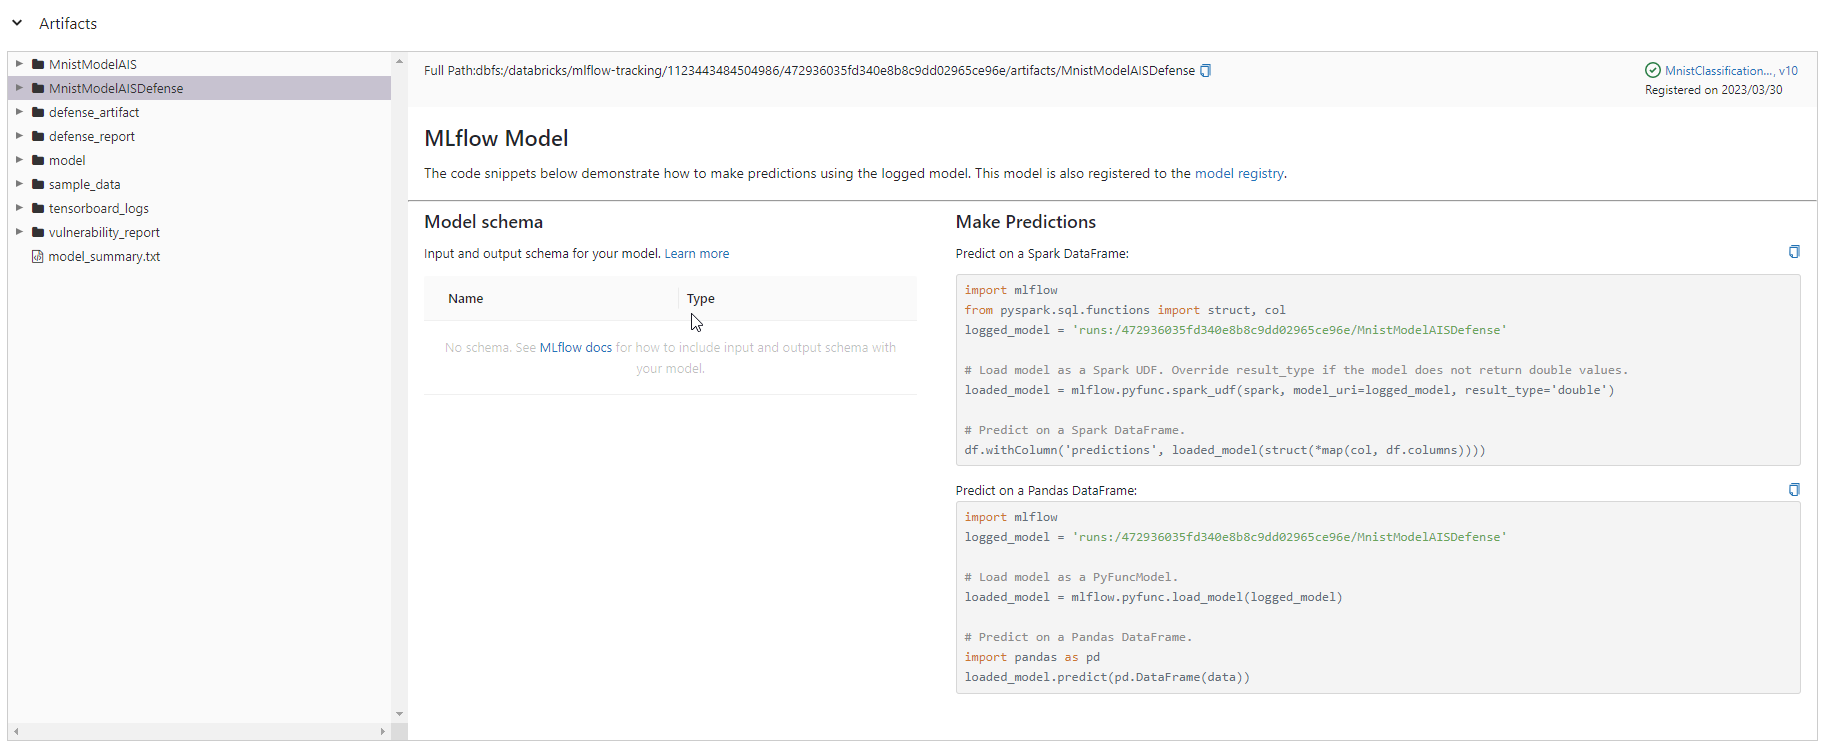 Artifacts
MnistModelAIS
MnistModelAISDefense
defense_artifact
defense_report
model
sample_data
tensorboard_logs
vulnerability_report
model_summary.txt
Full Path:dbfs:/databricks/mlflow-tracking/1123443484504986/472936035fd340e8b8c9dd02965ce96e/artifacts/MnistModelAISDefense
MnistClassification..., v10
Registered on 2023/03/30
MLflow Model
The code snippets below demonstrate how to make predictions using the logged model. This model is also registered to the model registry.
Model schema
Input and output schema for your model. Learn more
Name Type
No schema. See MLflow docs for how to include input and output schema with
your model.
Make Predictions
Predict on a Spark DataFrame:
import mlflow
from pyspark.sql.functions import struct, col
logged_model = 'runs:/472936035fd340e8b8c9dd02965ce96e/MnistModelAISDefense'
# Load model as a Spark UDF. Override result_type if the model does not return double values.
loaded_model = mlflow.pyfunc.spark_udf(spark, model_uri=logged_model, result_type='double')
# Predict on a Spark DataFrame.
df.withColumn('predictions', loaded_model(struct(*map(col, df.columns))))
Predict on a Pandas DataFrame:
import mlflow
logged_model = 'runs:/472936035fd340e8b8c9dd02965ce96e/MnistModelAISDefense'
# Load model as a PyFuncModel.
loaded_model = mlflow.pyfunc.load_model(logged_model)
# Predict on a Pandas DataFrame.
import pandas as pd
loaded_model.predict(pd.DataFrame(data))